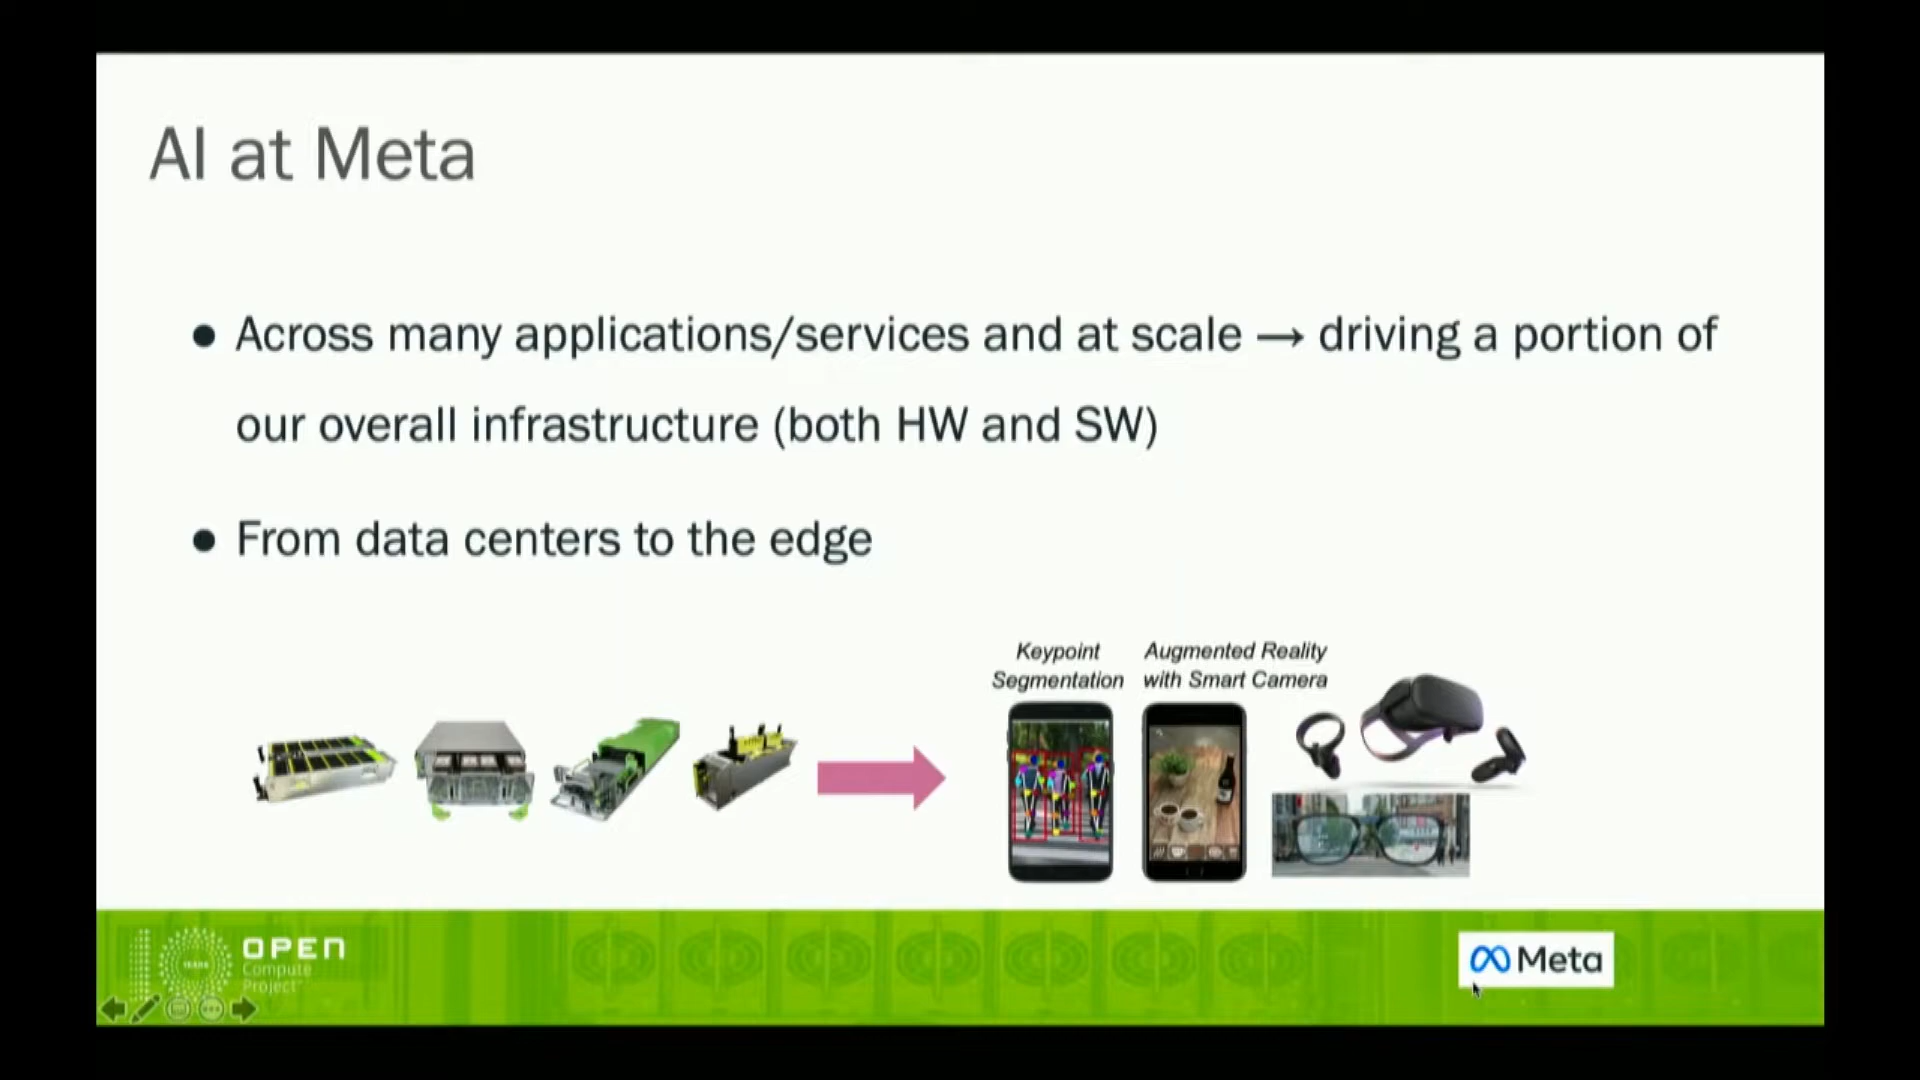 AI at Meta
● Across many applications/services and at scale → driving a portion of
our overall infrastructure (both HW and SW)
● From data centers to the edge
Keypoint
Segmentation
Augmented Reality
with Smart Camera
OPEN
Compute
Project
Meta